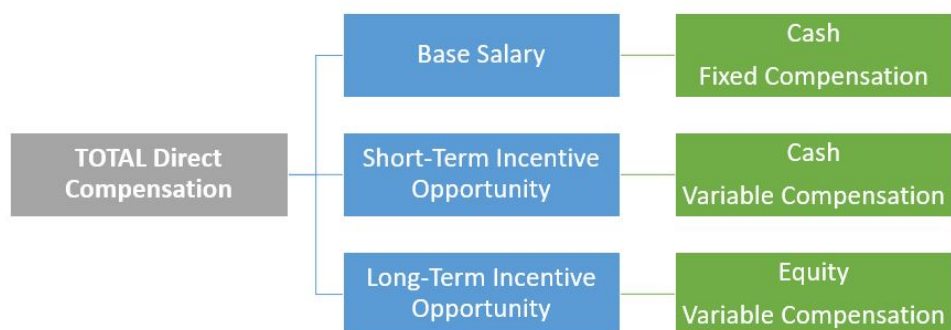 TOTAL Direct
Compensation
Base Salary
Cash
Fixed Compensation
Short-Term Incentive
Opportunity
Cash
Variable Compensation
Long-Term Incentive
Opportunity
Equity
Variable Compensation